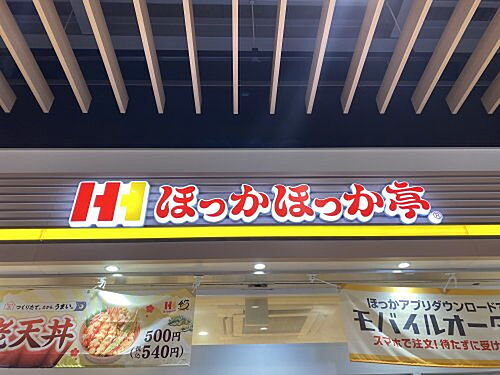 HH ほっかほっか亭®
つくりたて、だから、うまい。
老天丼
500円
(税込540円)
ほっかアプリダウンロードで
モバイルオーダ
スマホで注文!待たずに受け